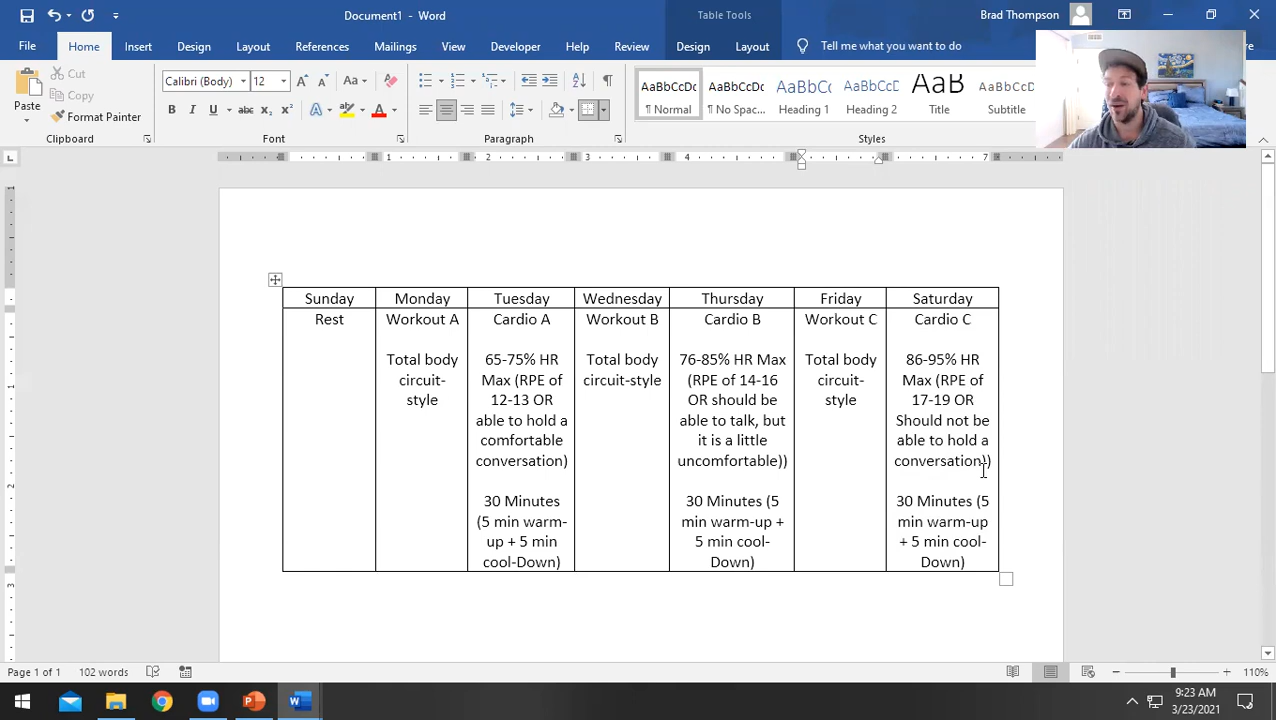 Document1 - Word
Table Tools
Brad Thompson
File
Home
Insert
Design
Layout
References
Mailings
View
Developer
Help
Review
Design
Layout
Tell me what you want to do
Paste
Cut
Copy
Format Painter
Clipboard
Calibri (Body)
12
Font
Paragraph
AaBbCcDc
¶ Normal
AaBbCcDc
¶ No Spac...
AaBbC(
Heading 1
AaBbCcD
Heading 2
AaB
Title
AaBbCcD
Subtitle
Styles
Sunday
Monday
Tuesday
Wednesday
Thursday
Friday
Saturday
Rest
Workout A
Total body
circuit-
style
Cardio A
65-75% HR
Max (RPE of
12-13 OR
able to hold a
comfortable
conversation)
30 Minutes
(5 min warm-
up + 5 min
cool-Down)
Workout B
Total body
circuit-style
Cardio B
76-85% HR Max
(RPE of 14-16
OR should be
able to talk, but
it is a little
uncomfortable))
30 Minutes (5
min warm-up +
5 min cool-
Down)
Workout C
Total body
circuit-
style
Cardio C
86-95% HR
Max (RPE of
17-19 OR
Should not be
able to hold a
conversation))
30 Minutes (5
min warm-up
+ 5 min cool-
Down)
Page 1 of 1
102 words
110%
9:23 AM
3/23/2021